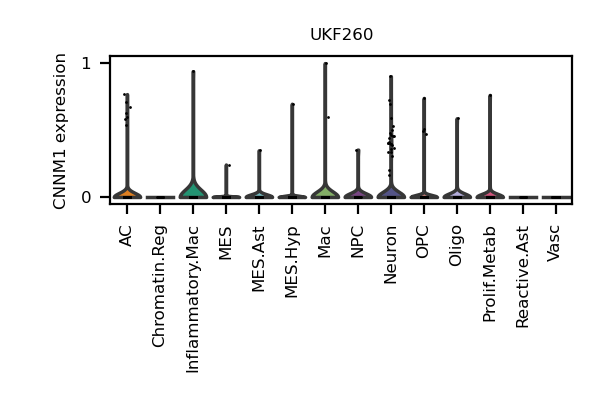 UKF260
CNNM1 expression
1
0
AC
Chromatin.Reg
Inflammatory.Mac
MES
MES.Ast
MES.Hyp
Mac
NPC
Neuron
OPC
Oligo
Prolif.Metab
Reactive.Ast
Vasc